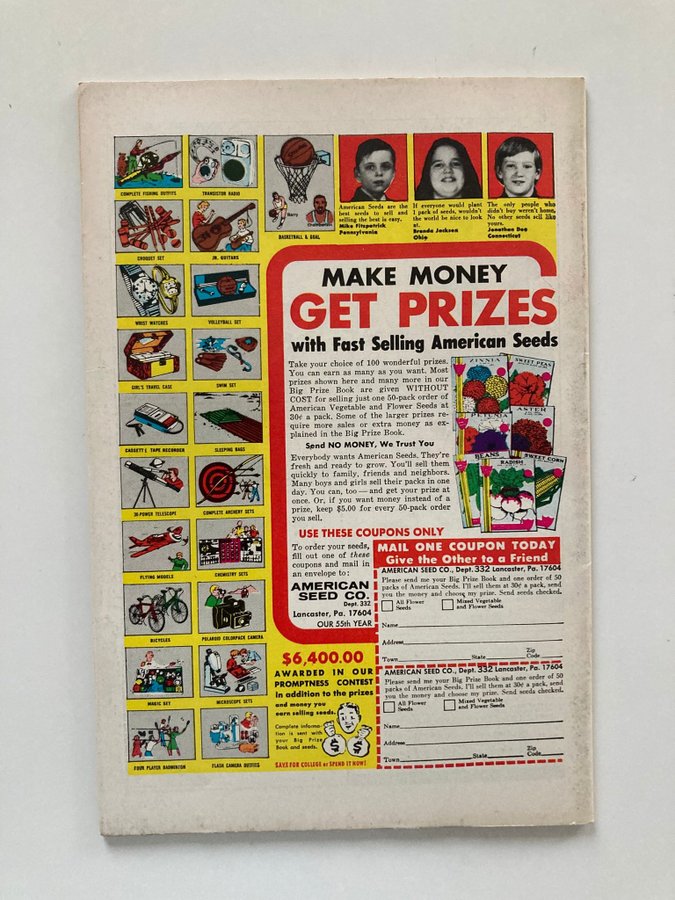 COMPLETE FISHING OUTFITS
TRANSISTOR RADIO
CROQUET SET
JR. GUITARS
BASKETBALL & GOAL
WRIST WATCHES
VOLLEYBALL SET
GIRL'S TRAVEL CASE
SWIM SET
CASSETTE TAPE RECORDER
SLEEPING BAGS
30-POWER TELESCOPE
COMPLETE ARCHERY SETS
FLYING MODELS
CHEMISTRY SETS
BICYCLES
POLAROID COLORPACK CAMERA
MAGIC SET
MICROSCOPE SETS
FOUR PLAYER BADMINTON
FLASH CAMERA OUTFITS
American Seeds are the
best seeds to sell and
selling the best is easy.
Mike Fitzpatrick
Pennsylvania
If everyone would plant
1 pack of seeds, wouldn't
the world be nice to look
at.
Brenda Jackson
Ohio
The only people who
didn't buy weren't home.
No other seeds sell like
yours.
Jonathan Dog
Connecticut
MAKE MONEY
GET PRIZES
with Fast Selling American Seeds
Take your choice of 100 wonderful prizes.
You can earn as many as you want. Most
prizes shown here and many more in our
Big Prize Book are given WITHOUT
COST for selling just one 50-pack order of
American Vegetable and Flower Seeds at
30¢ a pack. Some of the larger prizes re-
quire more sales or extra money as ex-
plained in the Big Prize Book.
Send NO MONEY, We Trust You
Everybody wants American Seeds. They're
fresh and ready to grow. You'll sell them
quickly to family, friends and neighbors.
Many boys and girls sell their packs in one
day. You can, too — and get your prize at
once. Or, if you want money instead of a
prize, keep $5.00 for every 50-pack order
you sell.
ZINNIA
SWEET PEAS
PETUNIA
ASTER
BEANS
RADISH
SWEET CORN
USE THESE COUPONS ONLY
To order your seeds,
fill out one of these
coupons and mail in
an envelope to:
AMERICAN
SEED CO.
Dept. 332
Lancaster, Pa. 17604
OUR 55th YEAR
MAIL ONE COUPON TODAY
Give the Other to a Friend
AMERICAN SEED CO., Dept. 332 Lancaster, Pa. 17604
Please send me your Big Prize Book and one order of 50
packs of American Seeds. I'll sell them at 30¢ a pack, send
you the money and choose my prize. Send seeds checked.
All Flower
Seeds
Mixed Vegetable
and Flower Seeds
Name
Address
Town State Zip
Code
AMERICAN SEED CO., Dept. 332 Lancaster, Pa. 17604
Please send me your Big Prize Book and one order of 50
packs of American Seeds. I'll sell them at 30¢ a pack, send
you the money and choose my prize. Send seeds checked.
All Flower
Seeds
Mixed Vegetable
and Flower Seeds
Name
Address
Town State Zip
Code
$6,400.00
AWARDED IN OUR
PROMPTNESS CONTEST
In addition to the prizes
and money you
earn selling seeds.
Complete informa-
tion is sent with
your Big Prize
Book and seeds.
$ $
SAVE FOR COLLEGE or SPEND IT NOW!